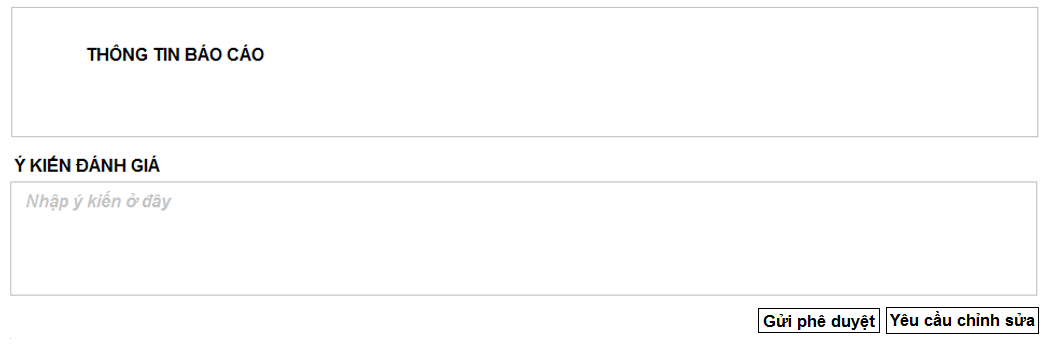 THÔNG TIN BÁO CÁO
Ý KIẾN ĐÁNH GIÁ
Nhập ý kiến ở đây
Gửi phê duyệt Yêu cầu chỉnh sửa